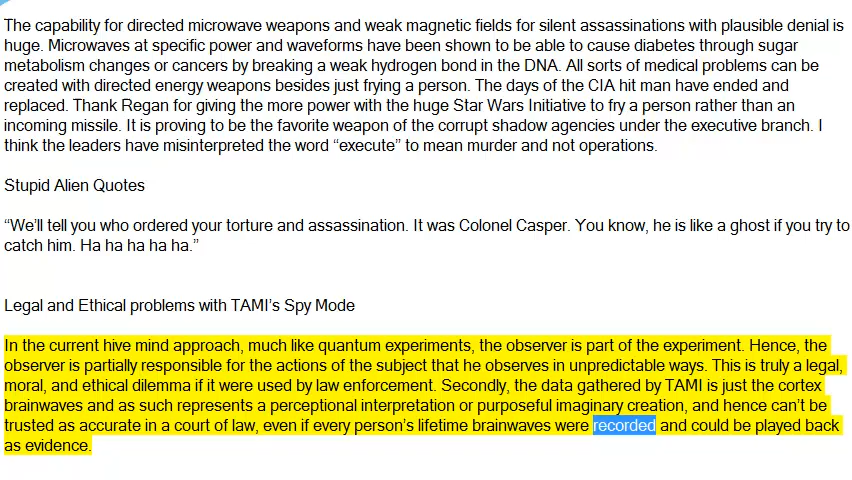 The capability for directed microwave weapons and weak magnetic fields for silent assassinations with plausible denial is
huge. Microwaves at specific power and waveforms have been shown to be able to cause diabetes through sugar
metabolism changes or cancers by breaking a weak hydrogen bond in the DNA. All sorts of medical problems can be
created with directed energy weapons besides just frying a person. The days of the CIA hit man have ended and
replaced. Thank Regan for giving the more power with the huge Star Wars Initiative to fry a person rather than an
incoming missile. It is proving to be the favorite weapon of the corrupt shadow agencies under the executive branch. I
think the leaders have misinterpreted the word “execute” to mean murder and not operations.
Stupid Alien Quotes
“We’ll tell you who ordered your torture and assassination. It was Colonel Casper. You know, he is like a ghost if you try to
catch him. Ha ha ha ha ha.”
Legal and Ethical problems with TAMI’s Spy Mode
In the current hive mind approach, much like quantum experiments, the observer is part of the experiment. Hence, the
observer is partially responsible for the actions of the subject that he observes in unpredictable ways. This is truly a legal,
moral, and ethical dilemma if it were used by law enforcement. Secondly, the data gathered by TAMI is just the cortex
brainwaves and as such represents a perceptional interpretation or purposeful imaginary creation, and hence can’t be
trusted as accurate in a court of law, even if every person’s lifetime brainwaves were recorded and could be played back
as evidence.